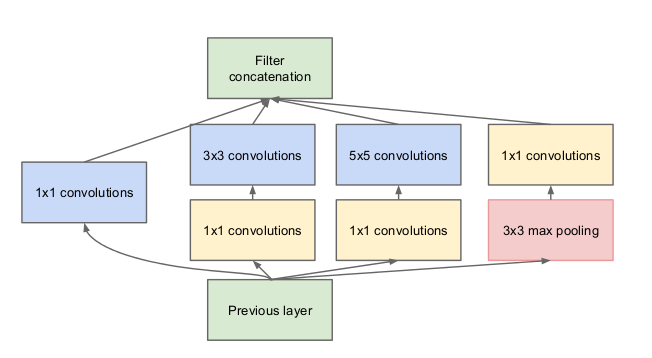 Filter
concatenation
3x3 convolutions
5x5 convolutions
1x1 convolutions
1x1 convolutions
1x1 convolutions
1x1 convolutions
3x3 max pooling
Previous layer